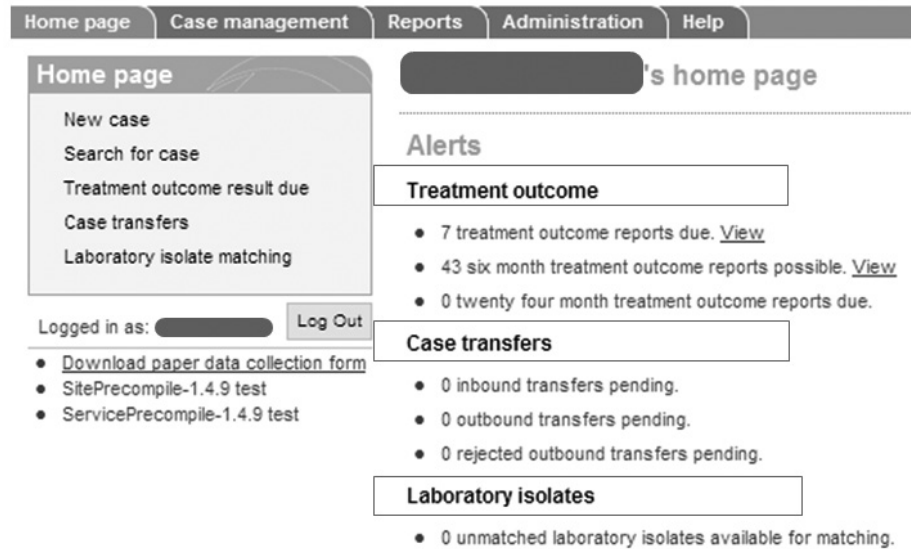 Home page Case management Reports Administration Help
Home page
New case
Search for case
Treatment outcome result due
Case transfers
Laboratory isolate matching
Logged in as: Log Out
Download paper data collection form
SitePrecompile-1.4.9 test
ServicePrecompile-1.4.9 test
's home page
Alerts
Treatment outcome
7 treatment outcome reports due. View
43 six month treatment outcome reports possible. View
0 twenty four month treatment outcome reports due.
Case transfers
0 inbound transfers pending.
0 outbound transfers pending.
0 rejected outbound transfers pending.
Laboratory isolates
0 unmatched laboratory isolates available for matching.